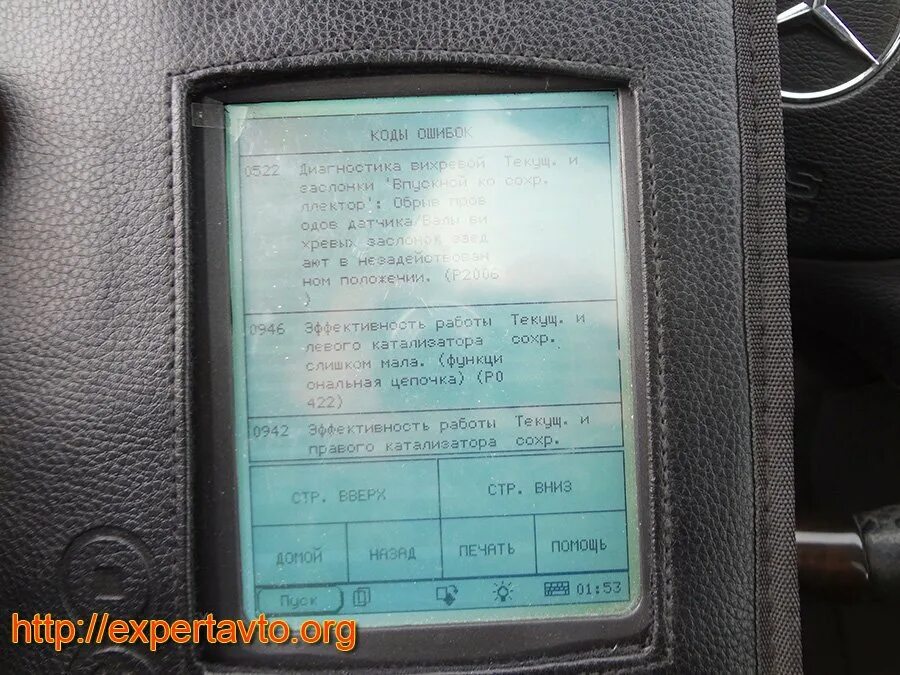 КОДЫ ОШИБОК
0522 Диагностика вихревой Текущ. и
заслонки 'Впускной ко сохр.
ллектор': Обрыв пров
одов датчика/Валы ви
хревых заслонок заед
ают в незадействован
ном положении. (P2006
)
0946 Эффективность работы Текущ. и
левого катализатора сохр.
слишком мала. (функци
ональная цепочка) (P0
422)
0942 Эффективность работы Текущ. и
правого катализатора сохр.
СТР. ВВЕРХ СТР. ВНИЗ
ДОМОЙ НАЗАД ПЕЧАТЬ ПОМОЩЬ
Пуск 01:53
http://expertavto.org